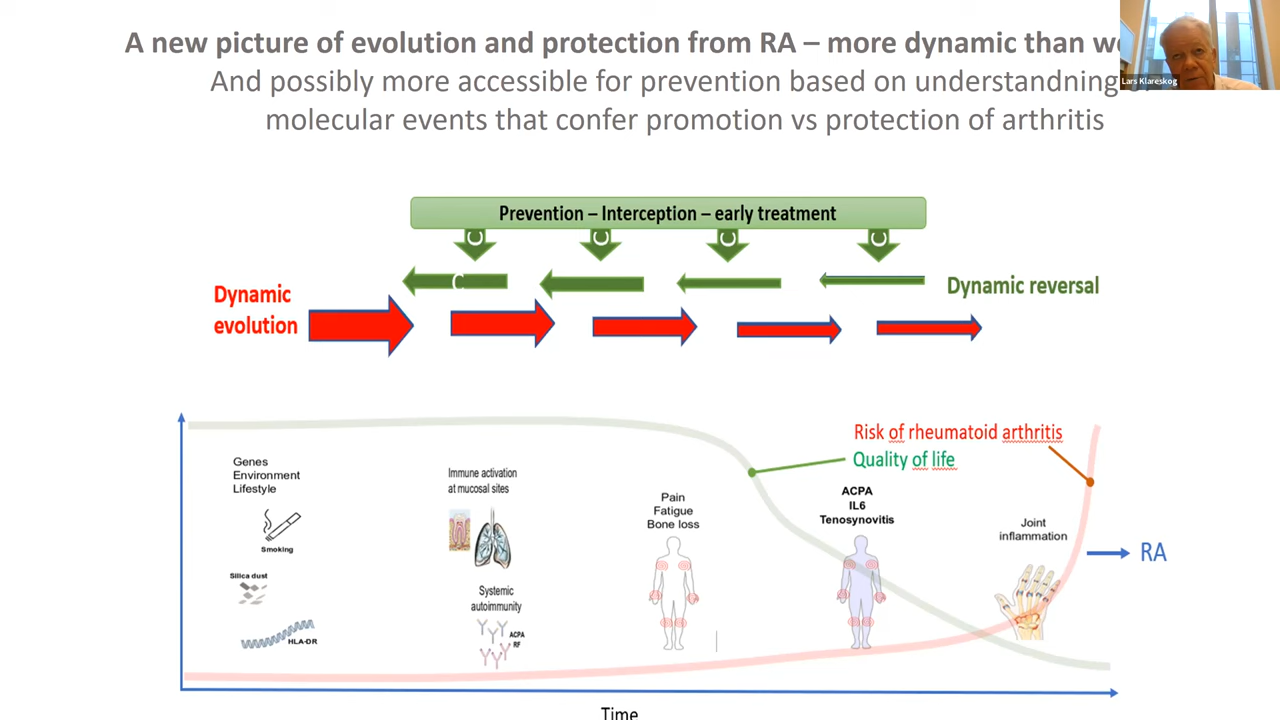 A new picture of evolution and protection from RA – more dynamic than
And possibly more accessible for prevention based on understandning
molecular events that confer promotion vs protection of arthritis
Lars Klareskog
Prevention – Interception – early treatment
C C C C
C
Dynamic
evolution
Dynamic reversal
Risk of rheumatoid arthritis
Quality of life
Genes
Environment
Lifestyle
Smoking
Silica dust
HLA-DR
Immune activation
at mucosal sites
Systemic
autoimmunity
ACPA
RF
Pain
Fatigue
Bone loss
ACPA
IL6
Tenosynovitis
Joint
inflammation
RA
Time